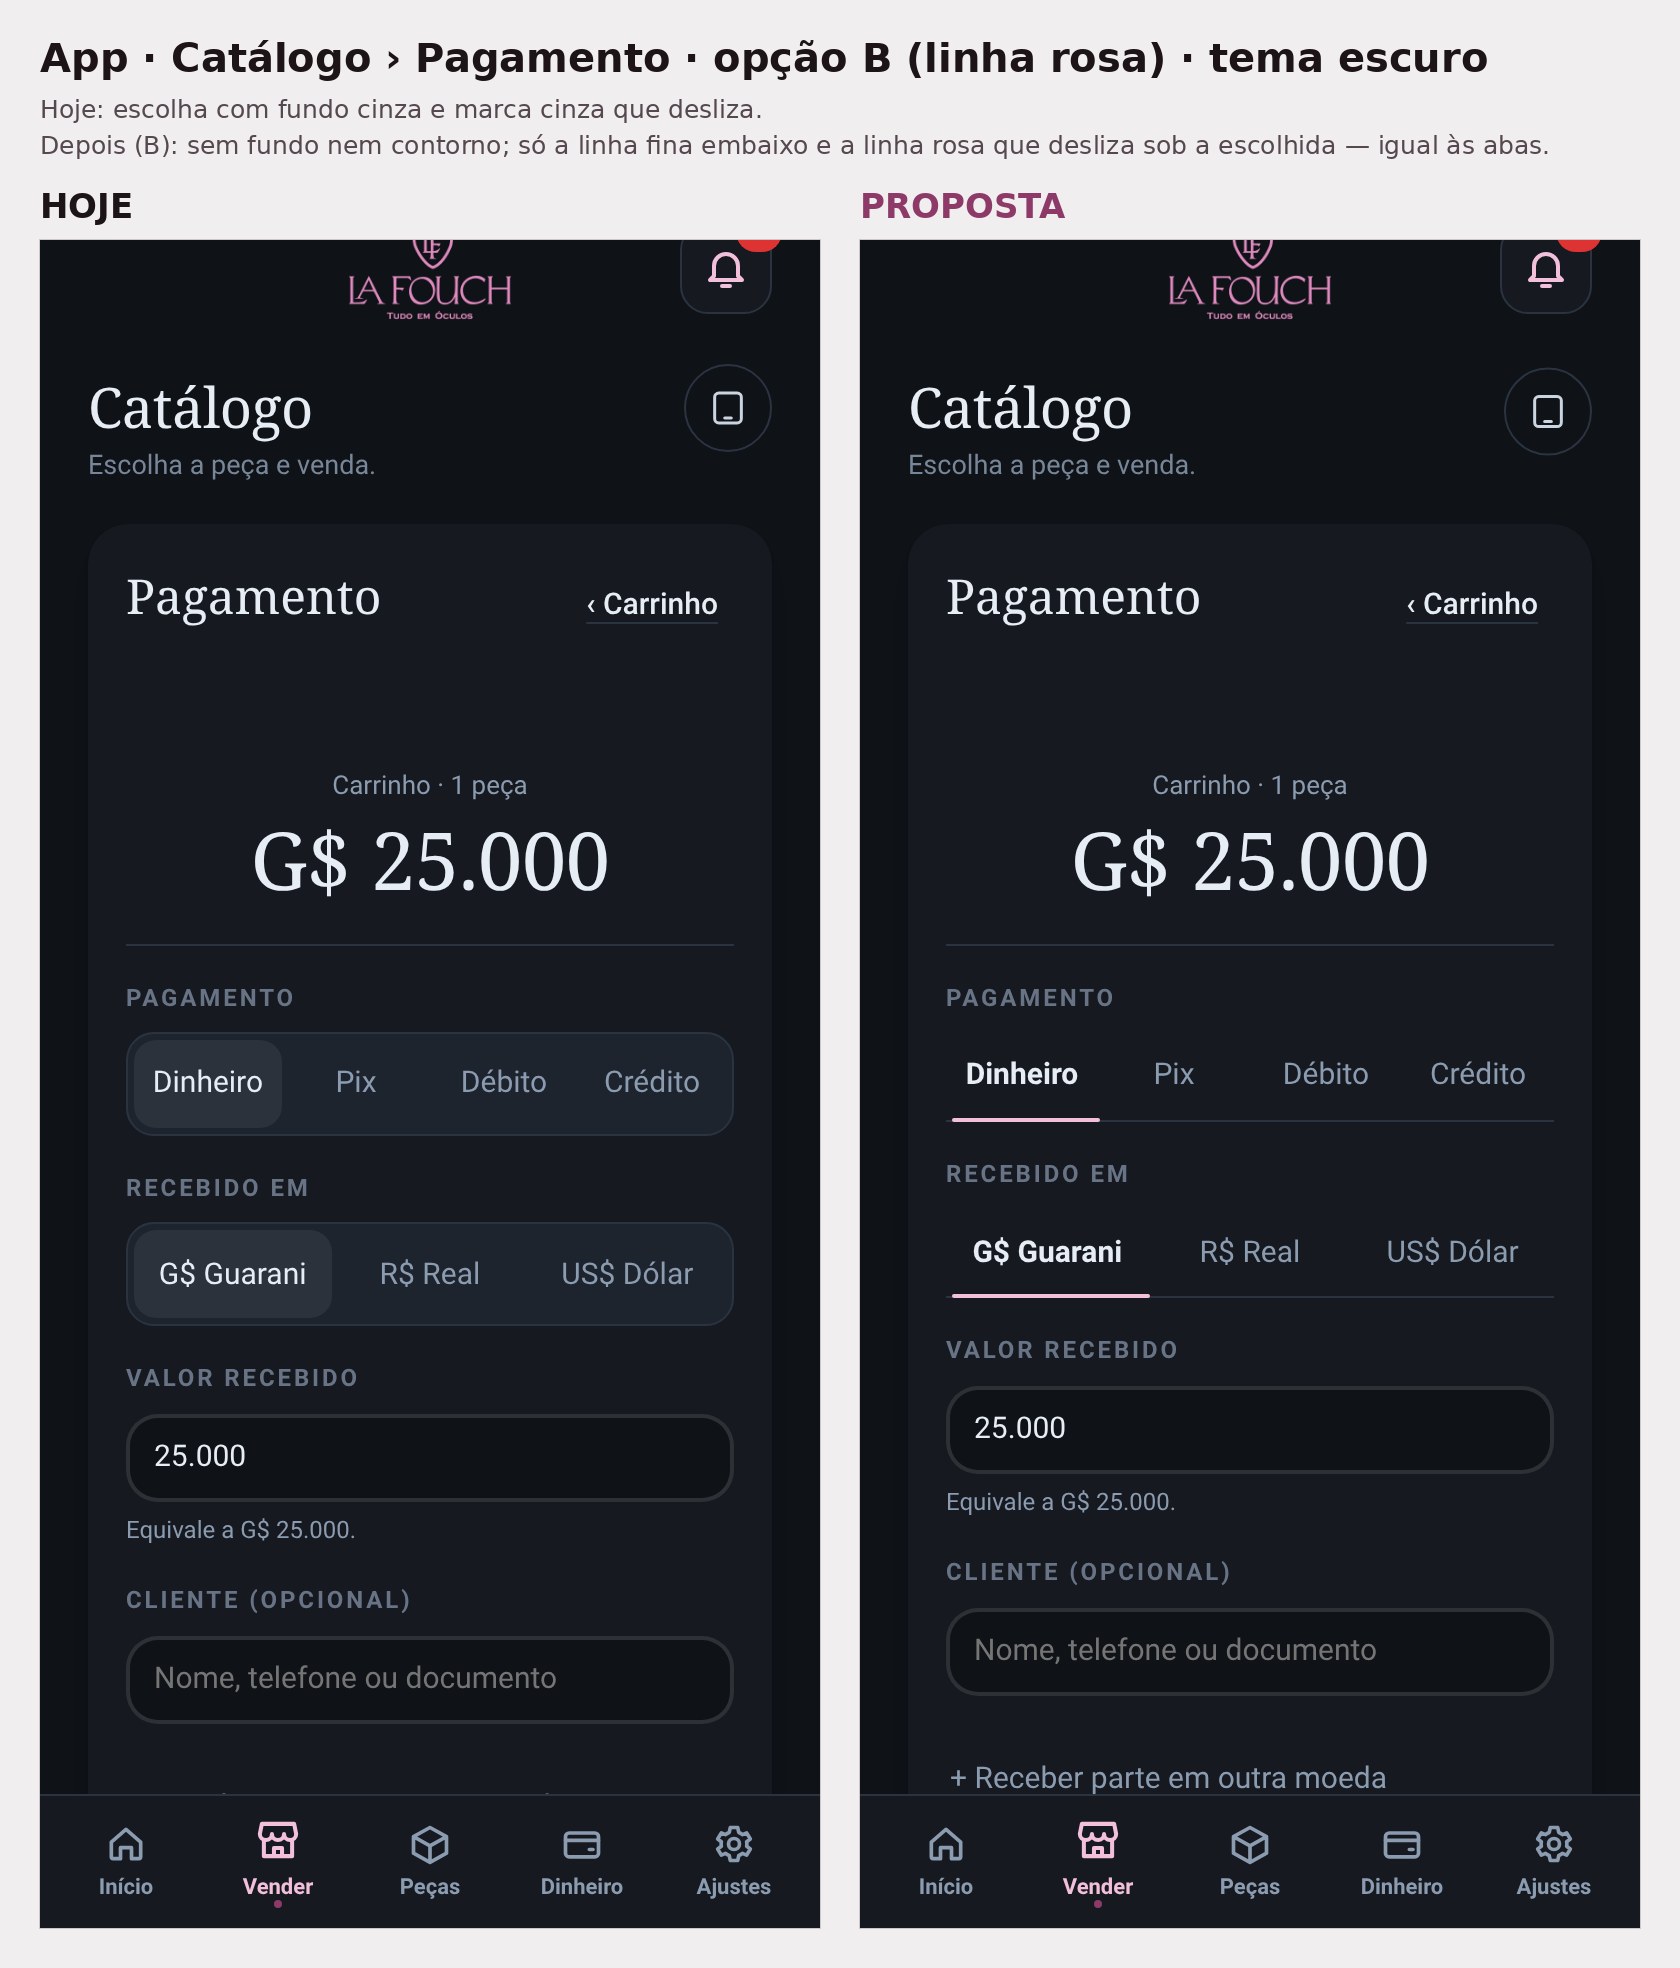 App · Catálogo › Pagamento · opção B (linha rosa) · tema escuro
Hoje: escolha com fundo cinza e marca cinza que desliza.
Depois (B): sem fundo nem contorno; só a linha fina embaixo e a linha rosa que desliza sob a escolhida — igual às abas.
HOJE
LF
LA FOUCH
TUDO EM ÓCULOS
Catálogo
Escolha a peça e venda.
Pagamento
‹ Carrinho
Carrinho · 1 peça
G$ 25.000
PAGAMENTO
Dinheiro Pix Débito Crédito
RECEBIDO EM
G$ Guarani R$ Real US$ Dólar
VALOR RECEBIDO
25.000
Equivale a G$ 25.000.
CLIENTE (OPCIONAL)
Nome, telefone ou documento
Início Vender Peças Dinheiro Ajustes
PROPOSTA
LF
LA FOUCH
TUDO EM ÓCULOS
Catálogo
Escolha a peça e venda.
Pagamento
‹ Carrinho
Carrinho · 1 peça
G$ 25.000
PAGAMENTO
Dinheiro Pix Débito Crédito
RECEBIDO EM
G$ Guarani R$ Real US$ Dólar
VALOR RECEBIDO
25.000
Equivale a G$ 25.000.
CLIENTE (OPCIONAL)
Nome, telefone ou documento
+ Receber parte em outra moeda
Início Vender Peças Dinheiro Ajustes